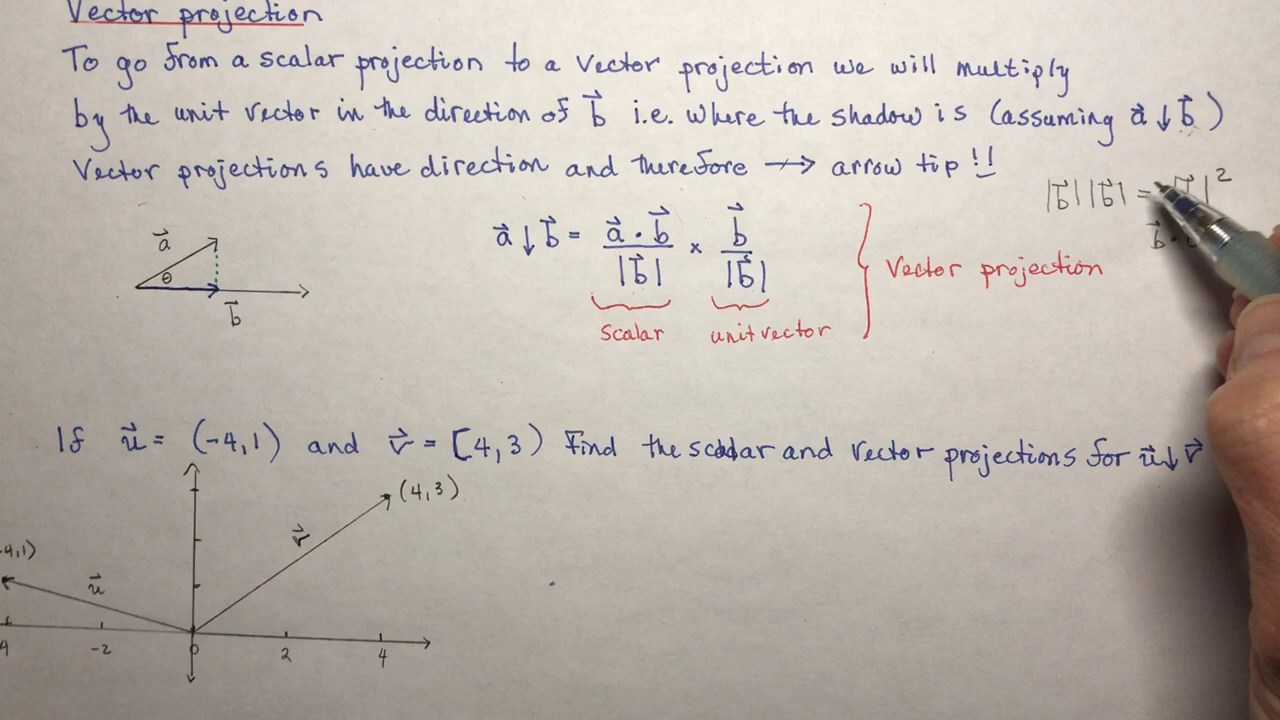 Vector projection
To go from a scalar projection to a vector projection we will multiply
by the unit vector in the direction of b⃗ i.e. where the shadow is (assuming a⃗ ↓ b⃗)
Vector projections have direction and therefore → arrow tip !!
|b⃗| |b⃗| = |2
b⃗ ·
a⃗ ↓ b⃗ = a⃗ · b⃗ / |b⃗| × b⃗ / |b⃗| } Vector projection
scalar unit vector
a⃗
θ
b⃗
If u⃗ = (-4,1) and v⃗ = [4,3) Find the scalar and vector projections for u⃗ ↓ v⃗
(4,3)
v⃗
4,1)
u⃗
-2 0 2 4